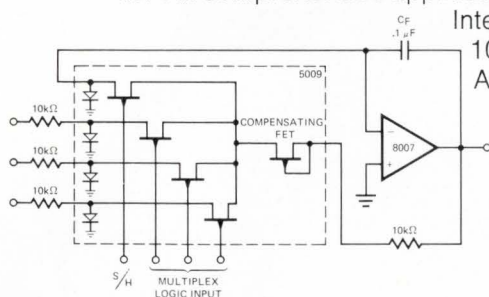 Inte
10
A
CF
.1 µF
5009
10kΩ
COMPENSATING
FET
10kΩ
10kΩ
−
8007
+
10kΩ
S/H
MULTIPLEX
LOGIC INPUT